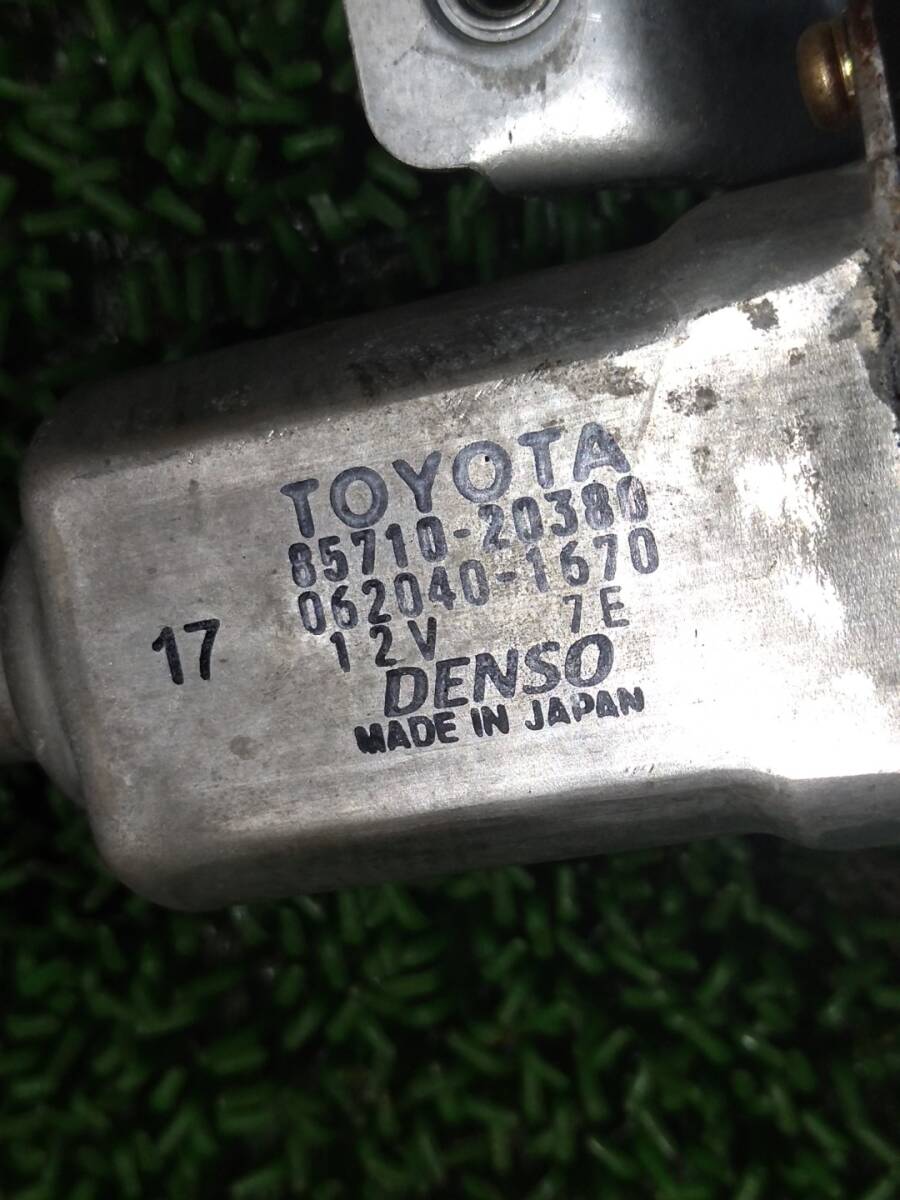 TOYOTA
85710-20380
062040-1670
12V 7E
17
DENSO
MADE IN JAPAN